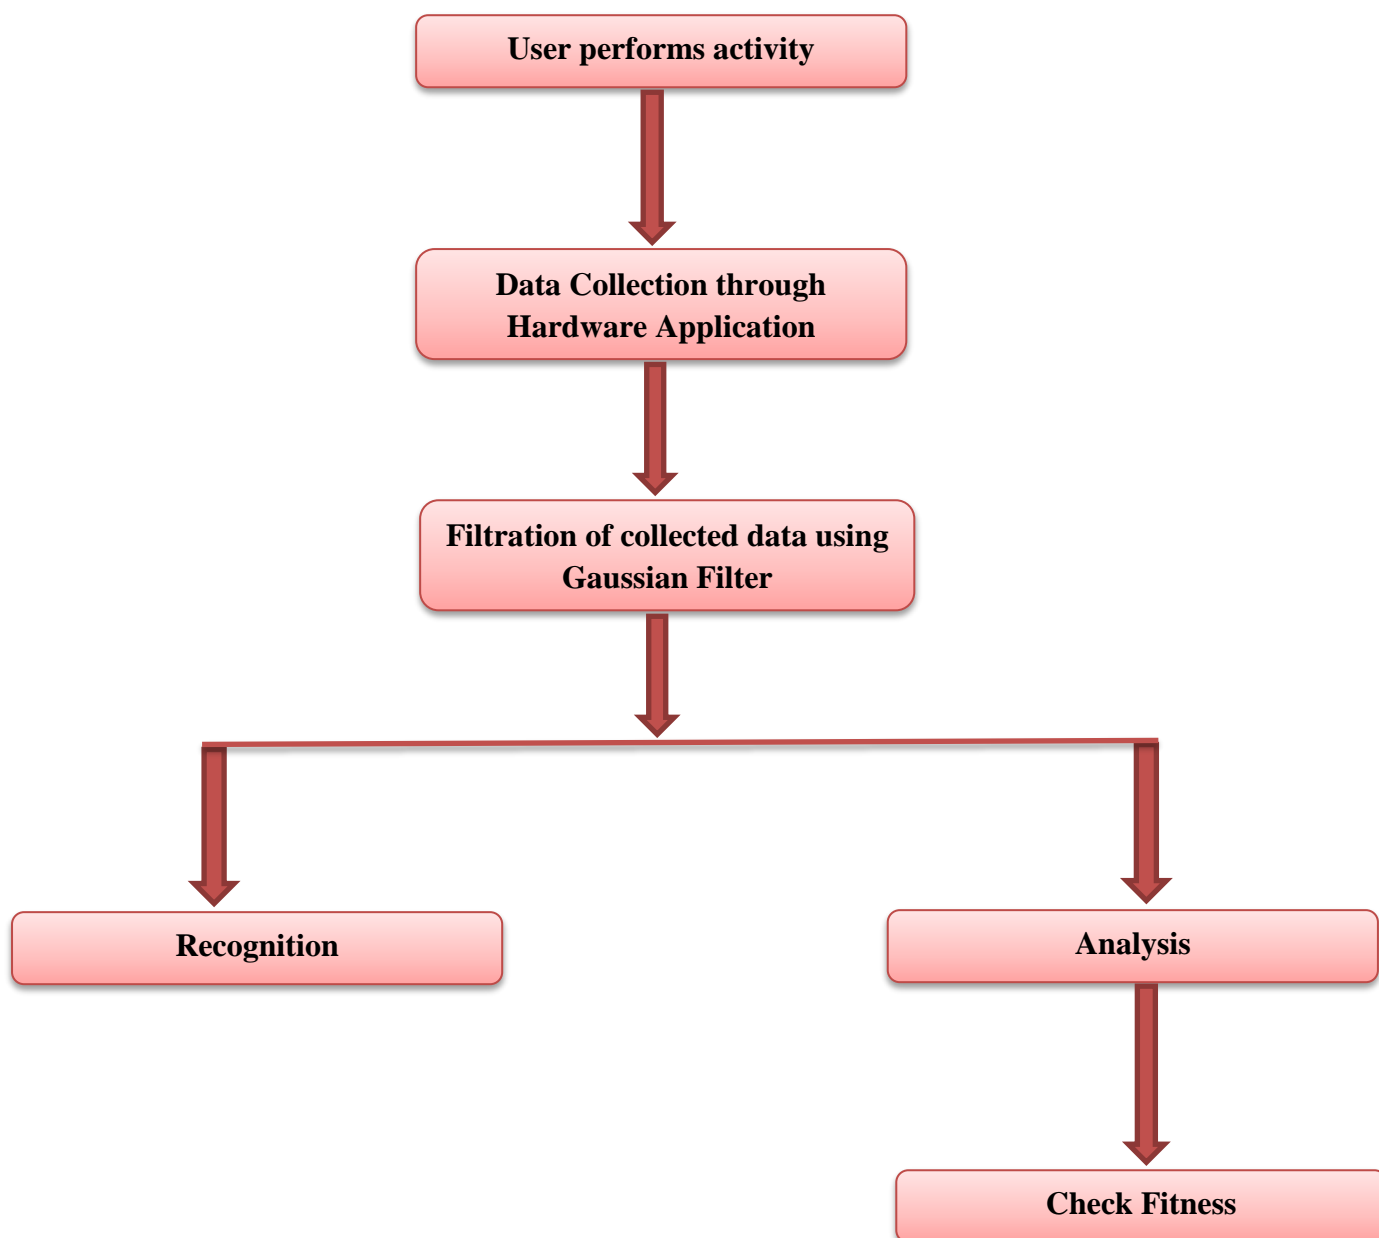 User performs activity
Data Collection through
Hardware Application
Filtration of collected data using
Gaussian Filter
Recognition
Analysis
Check Fitness